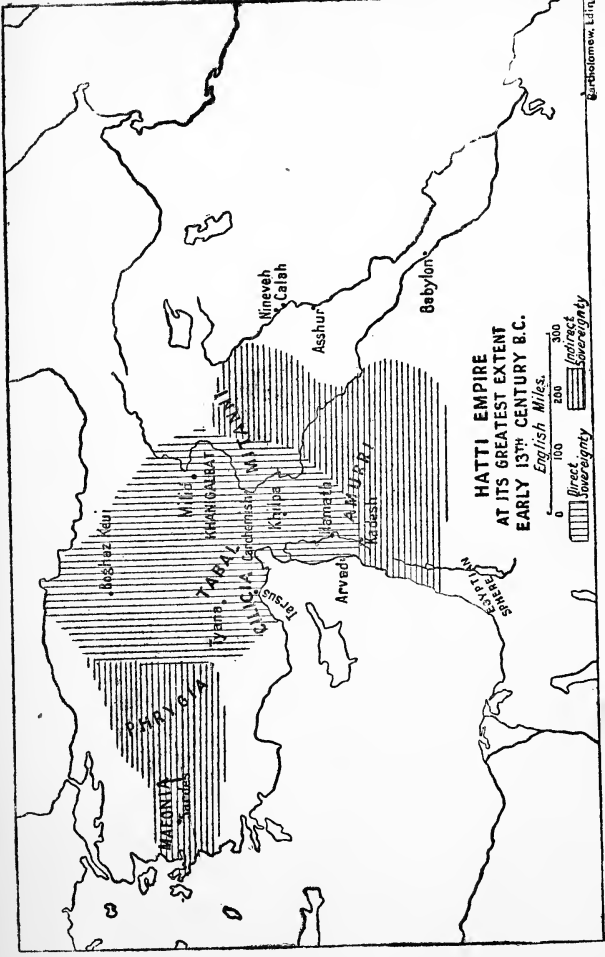 Boghaz Keui
PHRYGIA
MAEONIA
Sardes
Tyana
TABAL
CILICIA
Tarsus
Milid
KHANIGALBAT
MITANNI
Carchemish
Khilpa
Hamath
AMURRI
Arvad
Kadesh
Nineveh
Calah
Asshur
Babylon
EGYPTIAN
SPHERE
HATTI EMPIRE
AT ITS GREATEST EXTENT
EARLY 13TH CENTURY B.C.
English Miles.
0 100 200 300
Direct
Sovereignty
Indirect
Sovereignty
Bartholomew, Edin.